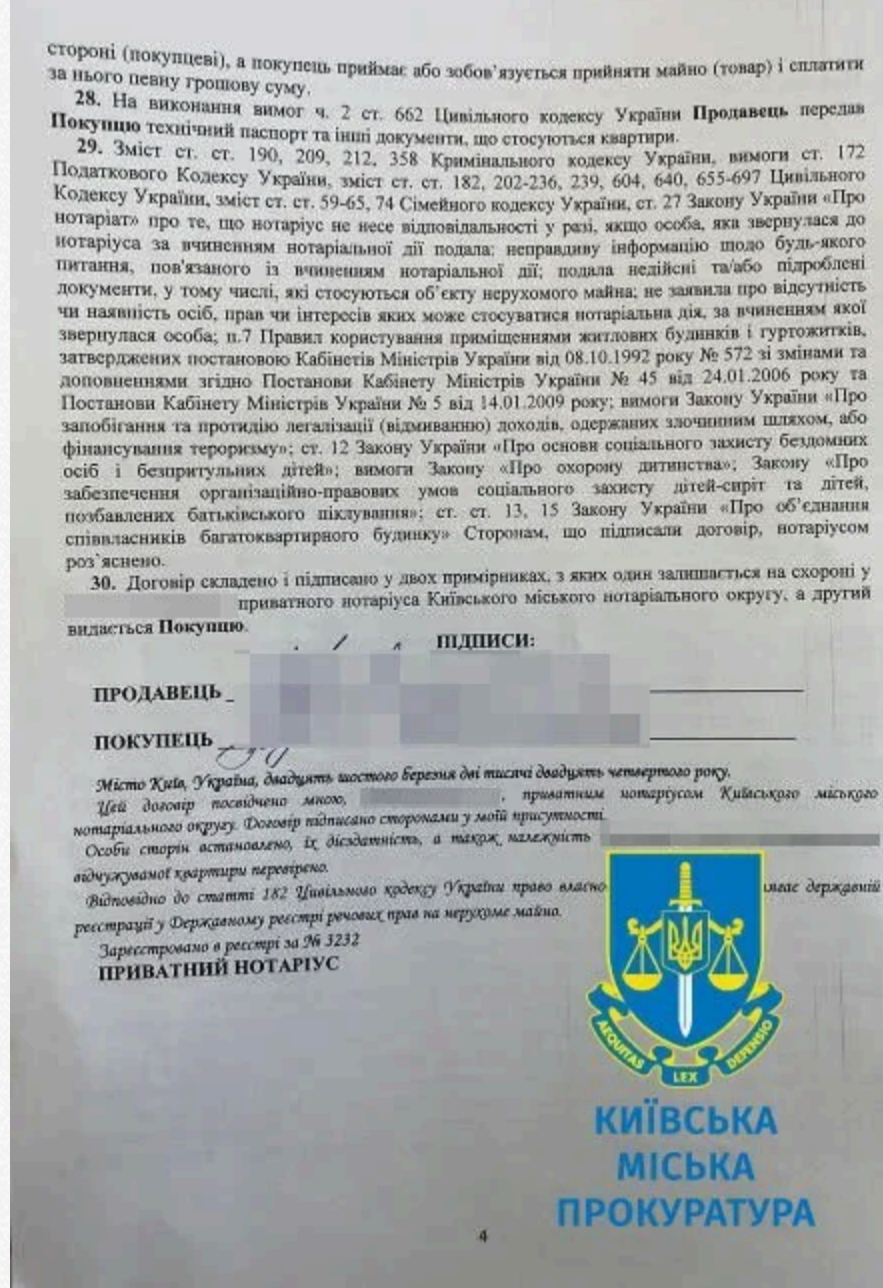 стороні (покупцеві), а покупець приймає або зобов’язується прийняти майно (товар) і сплатити
за нього певну грошову суму.
28. На виконання вимог ч. 2 ст. 662 Цивільного кодексу України Продавець передав
Покупцю технічний паспорт та інші документи, що стосуються квартири.
29. Зміст ст. ст. 190, 209, 212, 358 Кримінального кодексу України, вимоги ст. 172
Податкового Кодексу України, зміст ст. ст. 182, 202-236, 239, 604, 640, 655-697 Цивільного
Кодексу України, зміст ст. ст. 59-65, 74 Сімейного кодексу України, ст. 27 Закону України «Про
нотаріат» про те, що нотаріус не несе відповідальності у разі, якщо особа, яка звернулася до
нотаріуса за вчиненням нотаріальної дії подала: неправдиву інформацію щодо будь-якого
питання, пов'язаного із вчиненням нотаріальної дії; подала недійсні та/або підроблені
документи, у тому числі, які стосуються об’єкту нерухомого майна; не заявила про відсутність
чи наявність осіб, прав чи інтересів яких може стосуватися нотаріальна дія, за вчиненням якої
звернулася особа; п.7 Правил користування приміщеннями житлових будинків і гуртожитків,
затверджених постановою Кабінетів Міністрів України від 08.10.1992 року № 572 зі змінами та
доповненнями згідно Постанови Кабінету Міністрів України № 45 від 24.01.2006 року та
Постанови Кабінету Міністрів України № 5 від 14.01.2009 року; вимоги Закону України «Про
запобігання та протидію легалізації (відмиванню) доходів, одержаних злочинним шляхом, або
фінансування тероризму»; ст. 12 Закону України «Про основи соціального захисту бездомних
осіб і безпритульних дітей»; вимоги Закону «Про охорону дитинства»; Закону «Про
забезпечення організаційно-правових умов соціального захисту дітей-сиріт та дітей,
позбавлених батьківського піклування»; ст. ст. 13, 15 Закону України «Про об’єднання
співвласників багатоквартирного будинку» Сторонам, що підписали договір, нотаріусом
роз`яснено.
30. Договір складено і підписано у двох примірниках, з яких один залишається на схороні у
приватного нотаріуса Київського міського нотаріального округу, а другий
видається Покупцю.
ПІДПИСИ:
ПРОДАВЕЦЬ
ПОКУПЕЦЬ
Місто Київ, Україна, двадцять шостого березня дві тисячі двадцять четвертого року.
Цей договір посвідчено мною, , приватним нотаріусом Київського міського
нотаріального округу. Договір підписано сторонами у моїй присутності.
Особи сторін встановлено, їх дієздатність, а також належність
відчужуваної квартири перевірено.
Відповідно до статті 182 Цивільного кодексу України право власно лягає державній
реєстрації у Державному реєстрі речових прав на нерухоме майно.
Зареєстровано в реєстрі за № 3232
ПРИВАТНИЙ НОТАРІУС
AEQUITAS LEX DEFENSIO
КИЇВСЬКА
МІСЬКА
ПРОКУРАТУРА
4